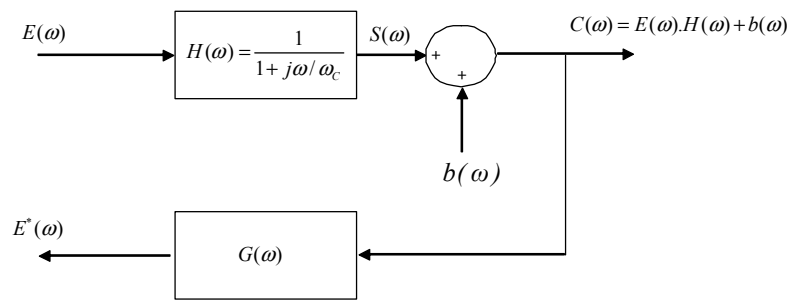 E(ω)
H(ω) = 1 / (1 + jω / ω_C)
S(ω)
C(ω) = E(ω).H(ω) + b(ω)
+
+
b(ω)
E*(ω)
G(ω)